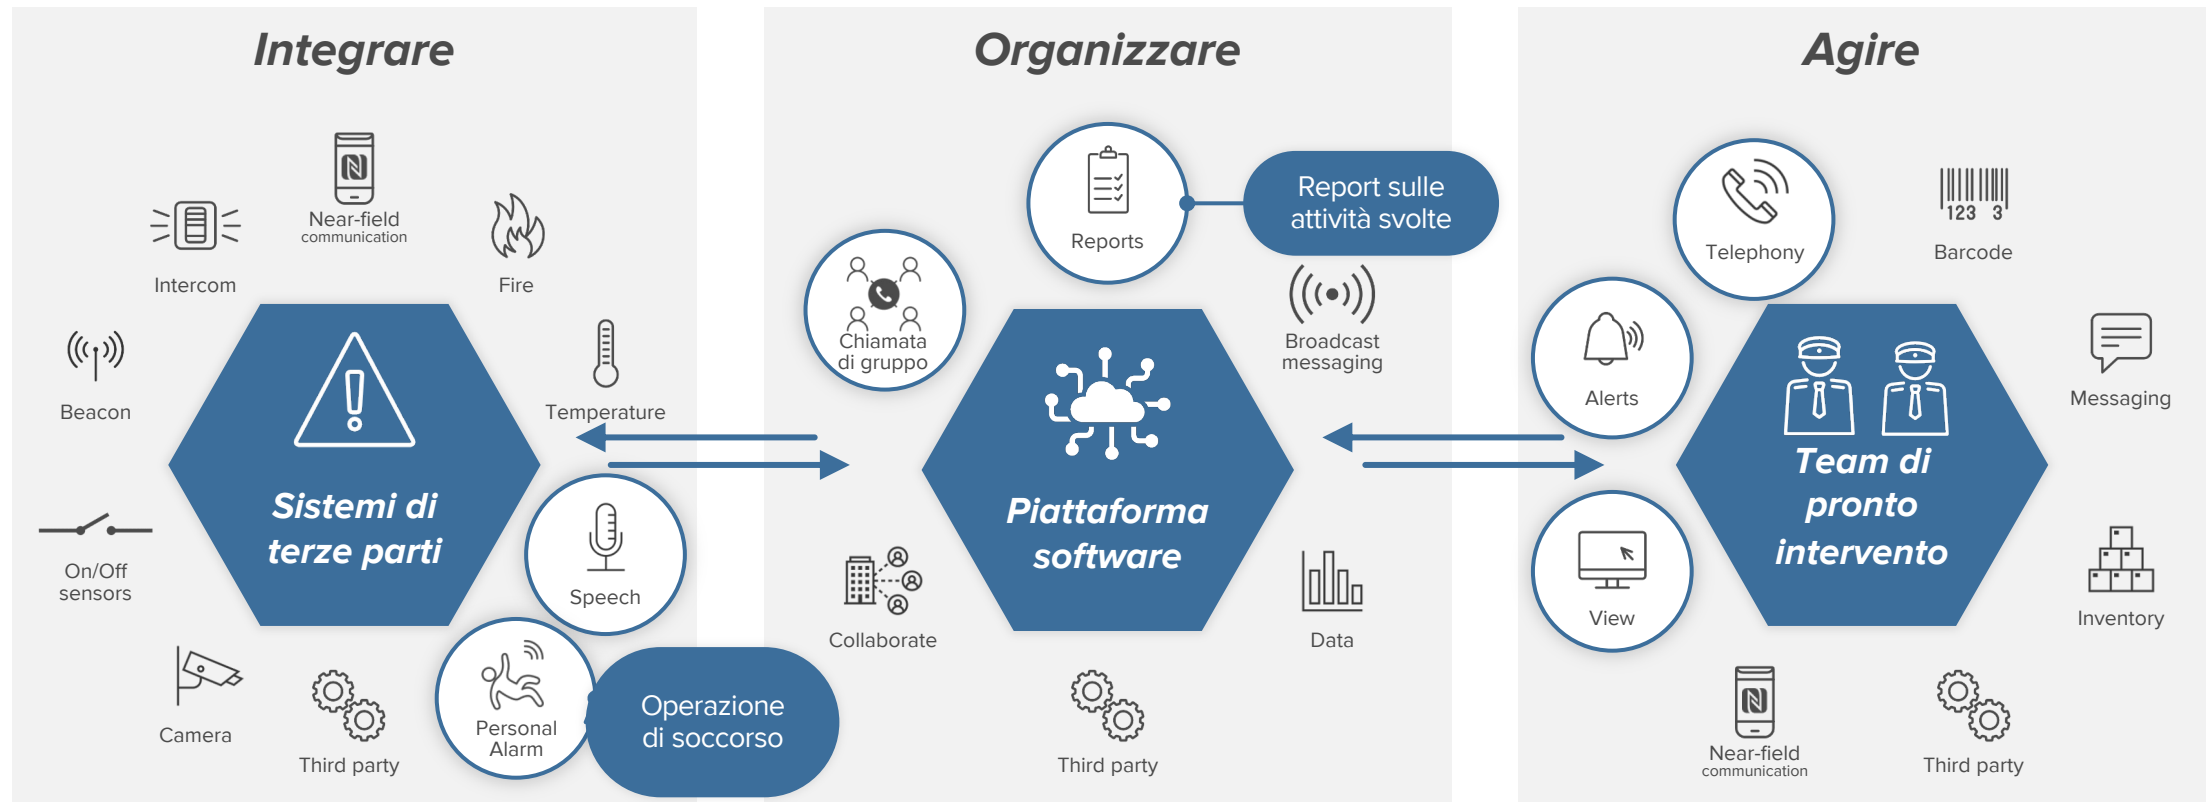 Integrare
Near-field
communication
Intercom
Fire
Beacon
Temperature
Sistemi di
terze parti
On/Off
sensors
Speech
Camera
Third party
Personal
Alarm
Operazione
di soccorso
Organizzare
Reports
Report sulle
attività svolte
Chiamata
di gruppo
Broadcast
messaging
Piattaforma
software
Collaborate
Data
Third party
Agire
Telephony
123 3
Barcode
Alerts
Messaging
Team di
pronto
intervento
View
Inventory
Near-field
communication
Third party